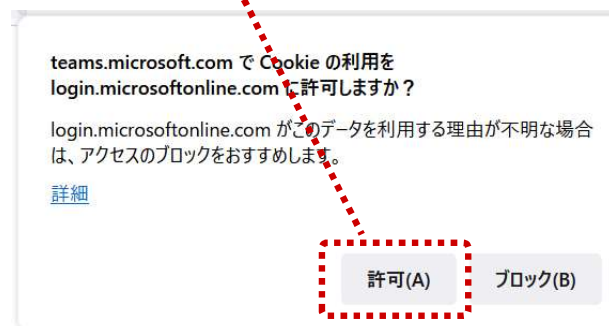 teams.microsoft.com で Cookie の利用を
login.microsoftonline.com に許可しますか？
login.microsoftonline.com がこのデータを利用する理由が不明な場合
は、アクセスのブロックをおすすめします。
詳細
許可(A) ブロック(B)